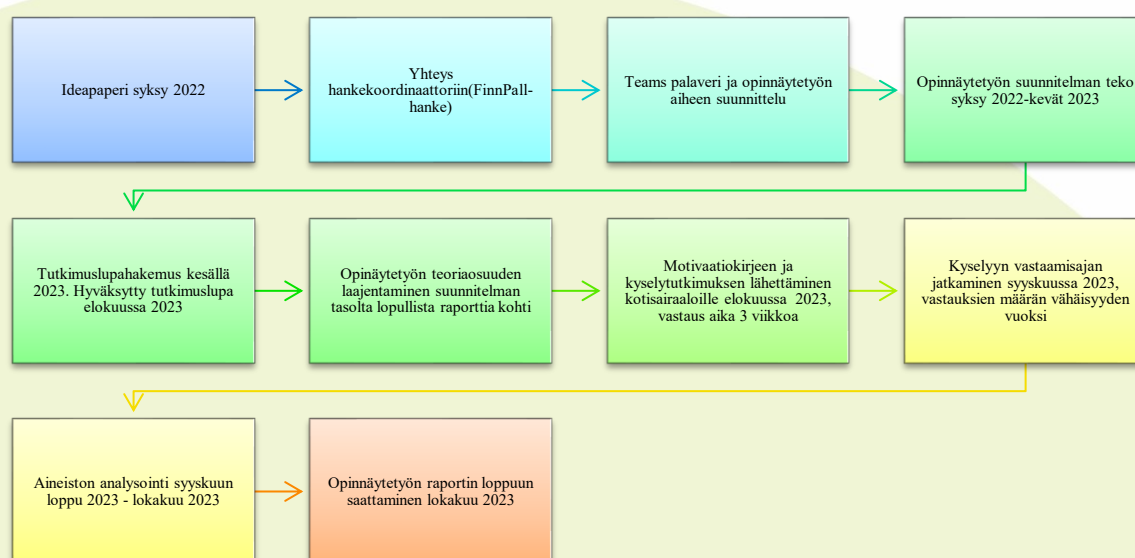 Ideapaperi syksy 2022
Yhteys
hankekoordinaattoriin(FinnPall-
hanke)
Teams palaveri ja opinnäytetyön
aiheen suunnittelu
Opinnäytetyön suunnitelman teko
syksy 2022-kevät 2023
Tutkimuslupahakemus kesällä
2023. Hyväksytty tutkimuslupa
elokuussa 2023
Opinäytetyön teoriaosuuden
laajentaminen suunnitelman
tasolta lopullista raporttia kohti
Motivaatiokirjeen ja
kyselytutkimuksen lähettäminen
kotisairaaloille elokuussa 2023,
vastaus aika 3 viikkoa
Kyselyyn vastaamisajan
jatkaminen syyskuussa 2023,
vastauksien määrän vähäisyyden
vuoksi
Aineiston analysointi syyskuun
loppu 2023 - lokakuu 2023
Opinnäytetyön raportin loppuun
saattaminen lokakuu 2023